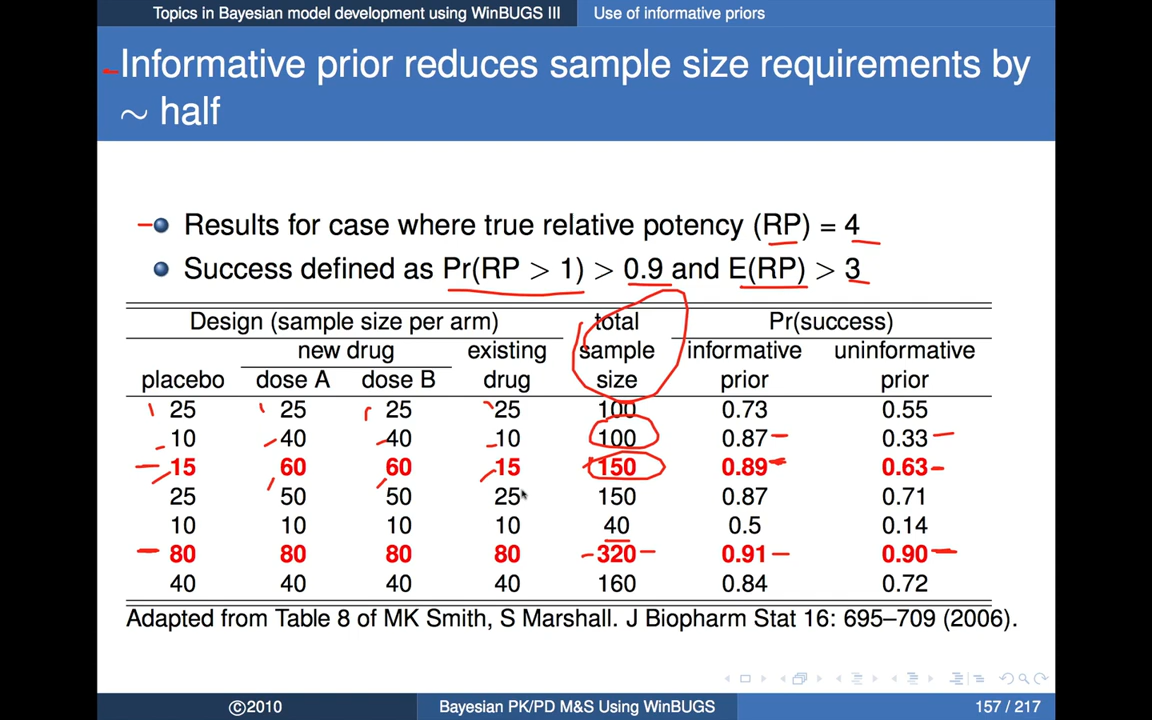 Topics in Bayesian model development using WinBUGS III Use of informative priors
Informative prior reduces sample size requirements by
∼ half
Results for case where true relative potency (RP) = 4
Success defined as Pr(RP > 1) > 0.9 and E(RP) > 3
Design (sample size per arm) total Pr(success)
new drug existing sample informative uninformative
placebo dose A dose B drug size prior prior
25 25 25 25 100 0.73 0.55
10 40 40 10 100 0.87 0.33
15 60 60 15 150 0.89 0.63
25 50 50 25 150 0.87 0.71
10 10 10 10 40 0.5 0.14
80 80 80 80 320 0.91 0.90
40 40 40 40 160 0.84 0.72
Adapted from Table 8 of MK Smith, S Marshall. J Biopharm Stat 16: 695–709 (2006).
©2010 Bayesian PK/PD M&S Using WinBUGS 157 / 217